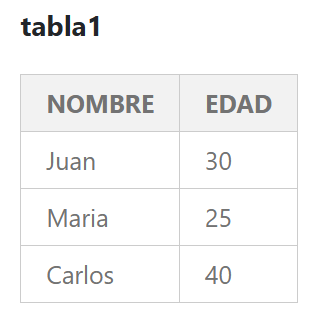 tabla1
NOMBRE EDAD
Juan 30
Maria 25
Carlos 40